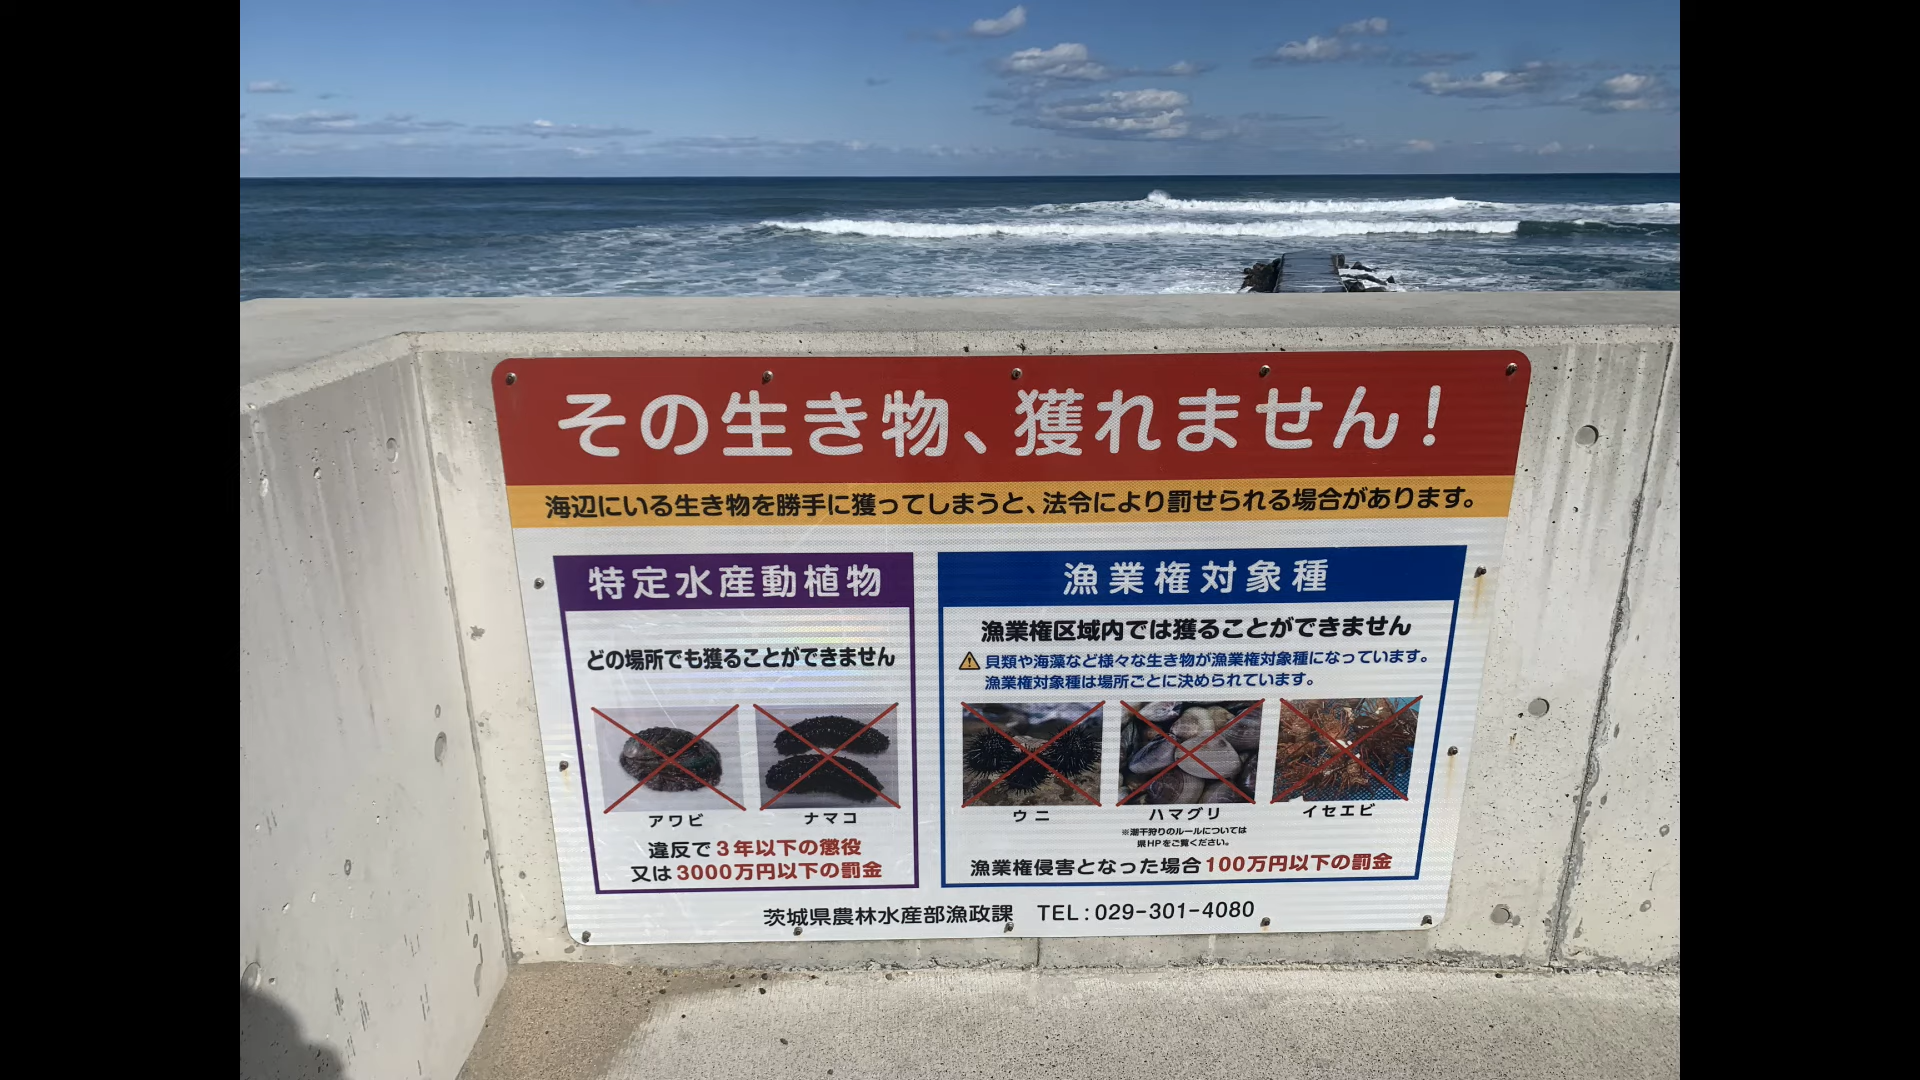 その生き物、獲れません!
海辺にいる生き物を勝手に獲ってしまうと、法令により罰せられる場合があります。
特定水産動植物
どの場所でも獲ることができません
アワビ
ナマコ
違反で3年以下の懲役
又は3000万円以下の罰金
漁業権対象種
漁業権区域内では獲ることができません
貝類や海藻など様々な生き物が漁業権対象種になっています。
漁業権対象種は場所ごとに決められています。
ウニ
ハマグリ
※潮干狩りのルールについては
県HPをご覧ください。
イセエビ
漁業権侵害となった場合100万円以下の罰金
茨城県農林水産部漁政課 TEL:029-301-4080